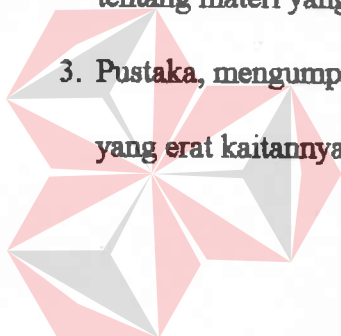 tentang materi yang
3. Pustaka, mengump
yang erat kaitannya